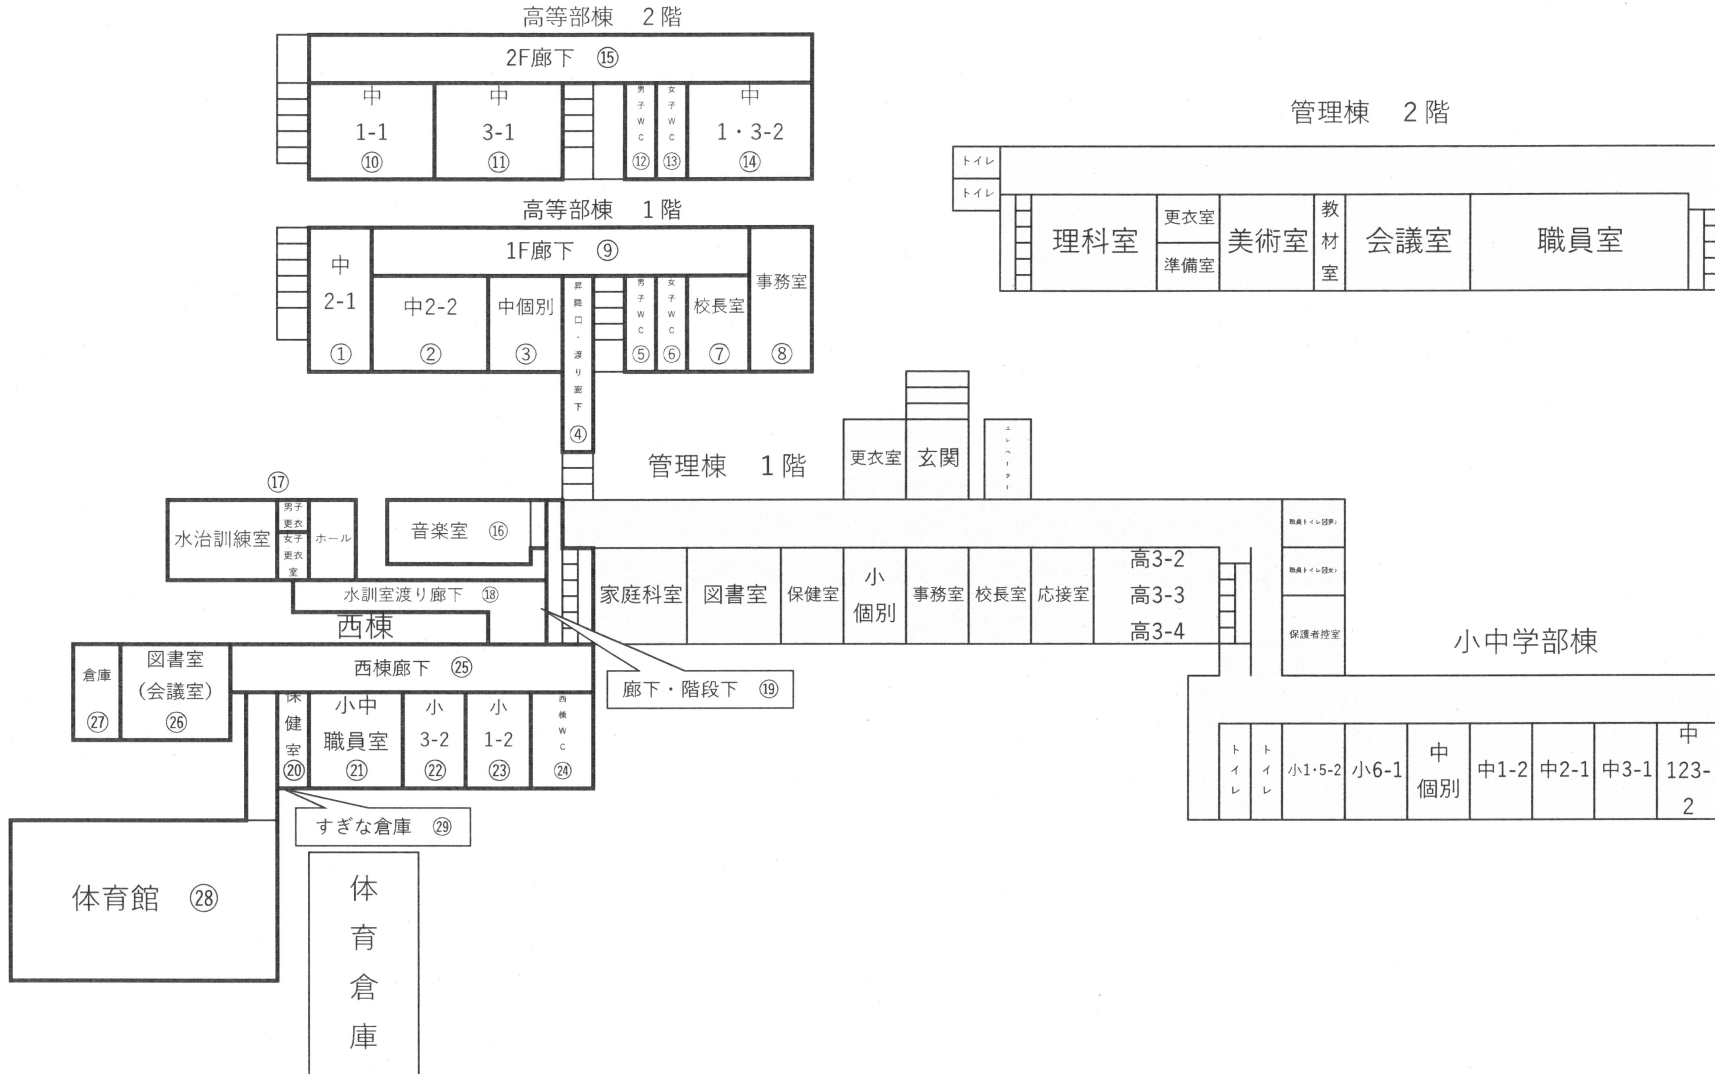 高等部棟 2階
2F廊下 ⑮
中
1-1
⑩
中
3-1
⑪
男子WC
⑫
女子WC
⑬
中
1・3-2
⑭
高等部棟 1階
1F廊下 ⑨
中
2-1
①
中2-2
②
中個別
③
昇降口・渡り廊下
④
男子WC
⑤
女子WC
⑥
校長室
⑦
事務室
⑧
管理棟 2階
トイレ
トイレ
理科室
更衣室
準備室
美術室
教材室
会議室
職員室
管理棟 1階
更衣室
玄関
エレベーター
⑰
水治訓練室
男子
更衣
女子
更衣
室
ホール
音楽室 ⑯
水訓室渡り廊下 ⑱
家庭科室
図書室
保健室
小
個別
事務室
校長室
応接室
高3-2
高3-3
高3-4
保護者控室
廊下・階段下 ⑲
西棟
倉庫
㉗
図書室
(会議室)
㉖
西棟廊下 ㉕
保健室
⑳
小中
職員室
㉑
小
3-2
㉒
小
1-2
㉓
西棟WC
㉔
すぎな倉庫 ㉙
体育館 ㉘
体育倉庫
小中学部棟
トイレ
トイレ
小1・5-2
小6-1
中
個別
中1-2
中2-1
中3-1
中
123-
2